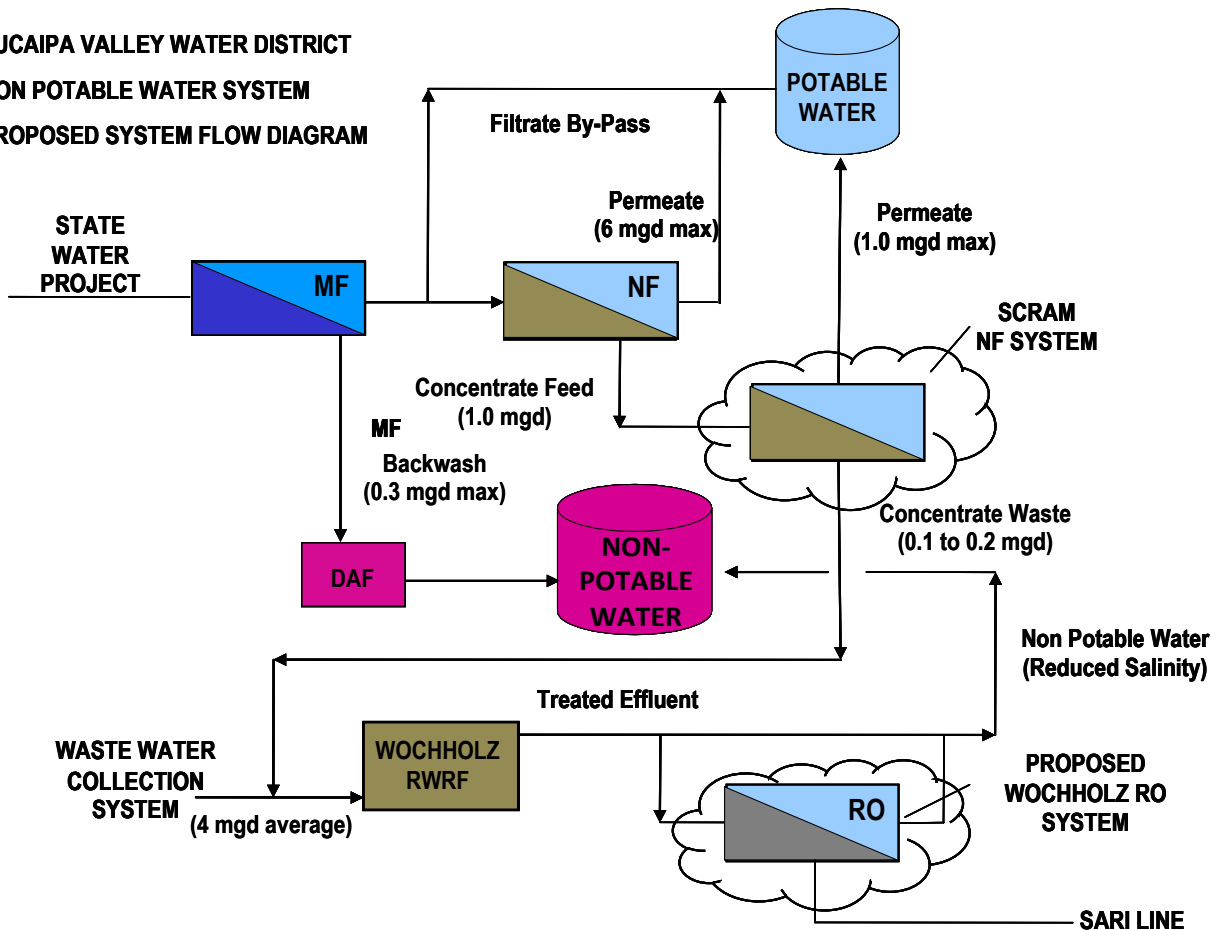 UCAIPA VALLEY WATER DISTRICT
ON POTABLE WATER SYSTEM
ROPOSED SYSTEM FLOW DIAGRAM
POTABLE
WATER
Filtrate By-Pass
Permeate
(6 mgd max)
Permeate
(1.0 mgd max)
STATE
WATER
PROJECT
MF
NF
SCRAM
NF SYSTEM
Concentrate Feed
(1.0 mgd)
MF
Backwash
(0.3 mgd max)
Concentrate Waste
(0.1 to 0.2 mgd)
DAF
NON-
POTABLE
WATER
Non Potable Water
(Reduced Salinity)
Treated Effluent
WASTE WATER
COLLECTION
SYSTEM
(4 mgd average)
WOCHHOLZ
RWRF
RO
PROPOSED
WOCHHOLZ RO
SYSTEM
SARI LINE